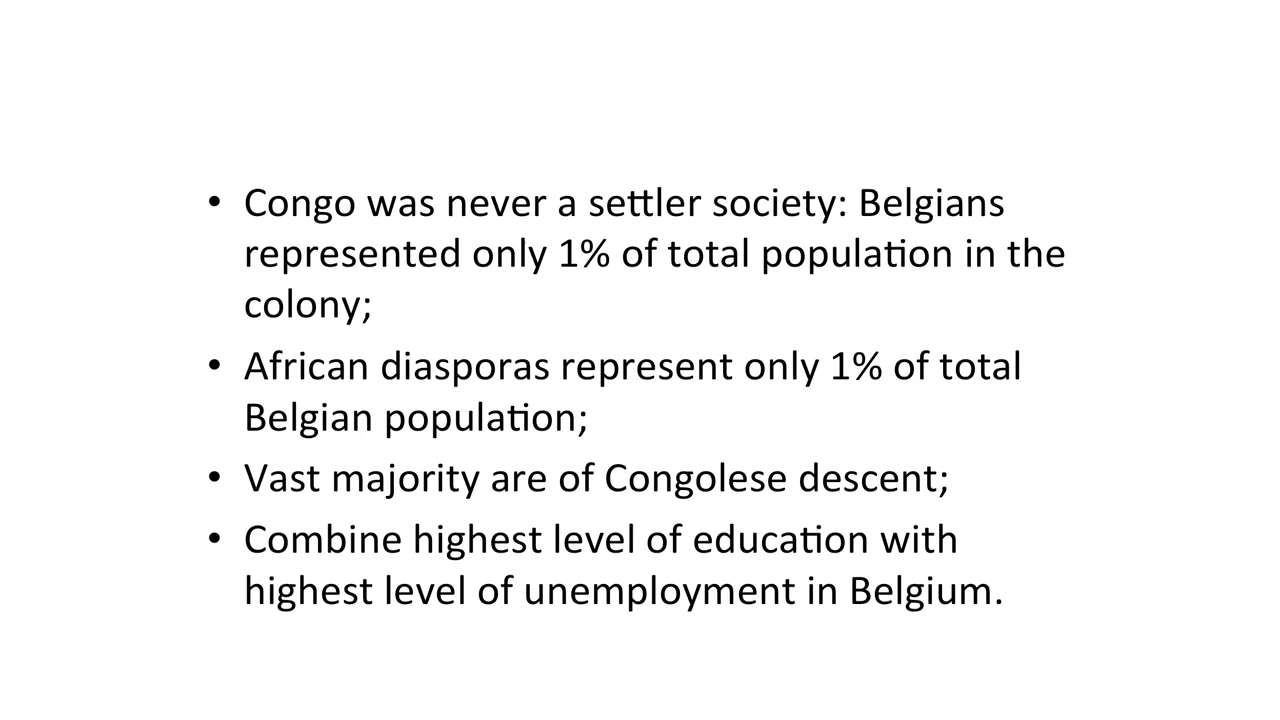 • Congo was never a settler society: Belgians
represented only 1% of total population in the
colony;
• African diasporas represent only 1% of total
Belgian population;
• Vast majority are of Congolese descent;
• Combine highest level of education with
highest level of unemployment in Belgium.